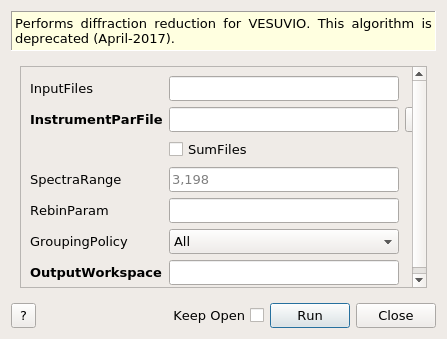 Performs diffraction reduction for VESUVIO. This algorithm is
deprecated (April-2017).
InputFiles
InstrumentParFile
SumFiles
SpectraRange 3,198
RebinParam
GroupingPolicy All
OutputWorkspace
? Keep Open Run Close